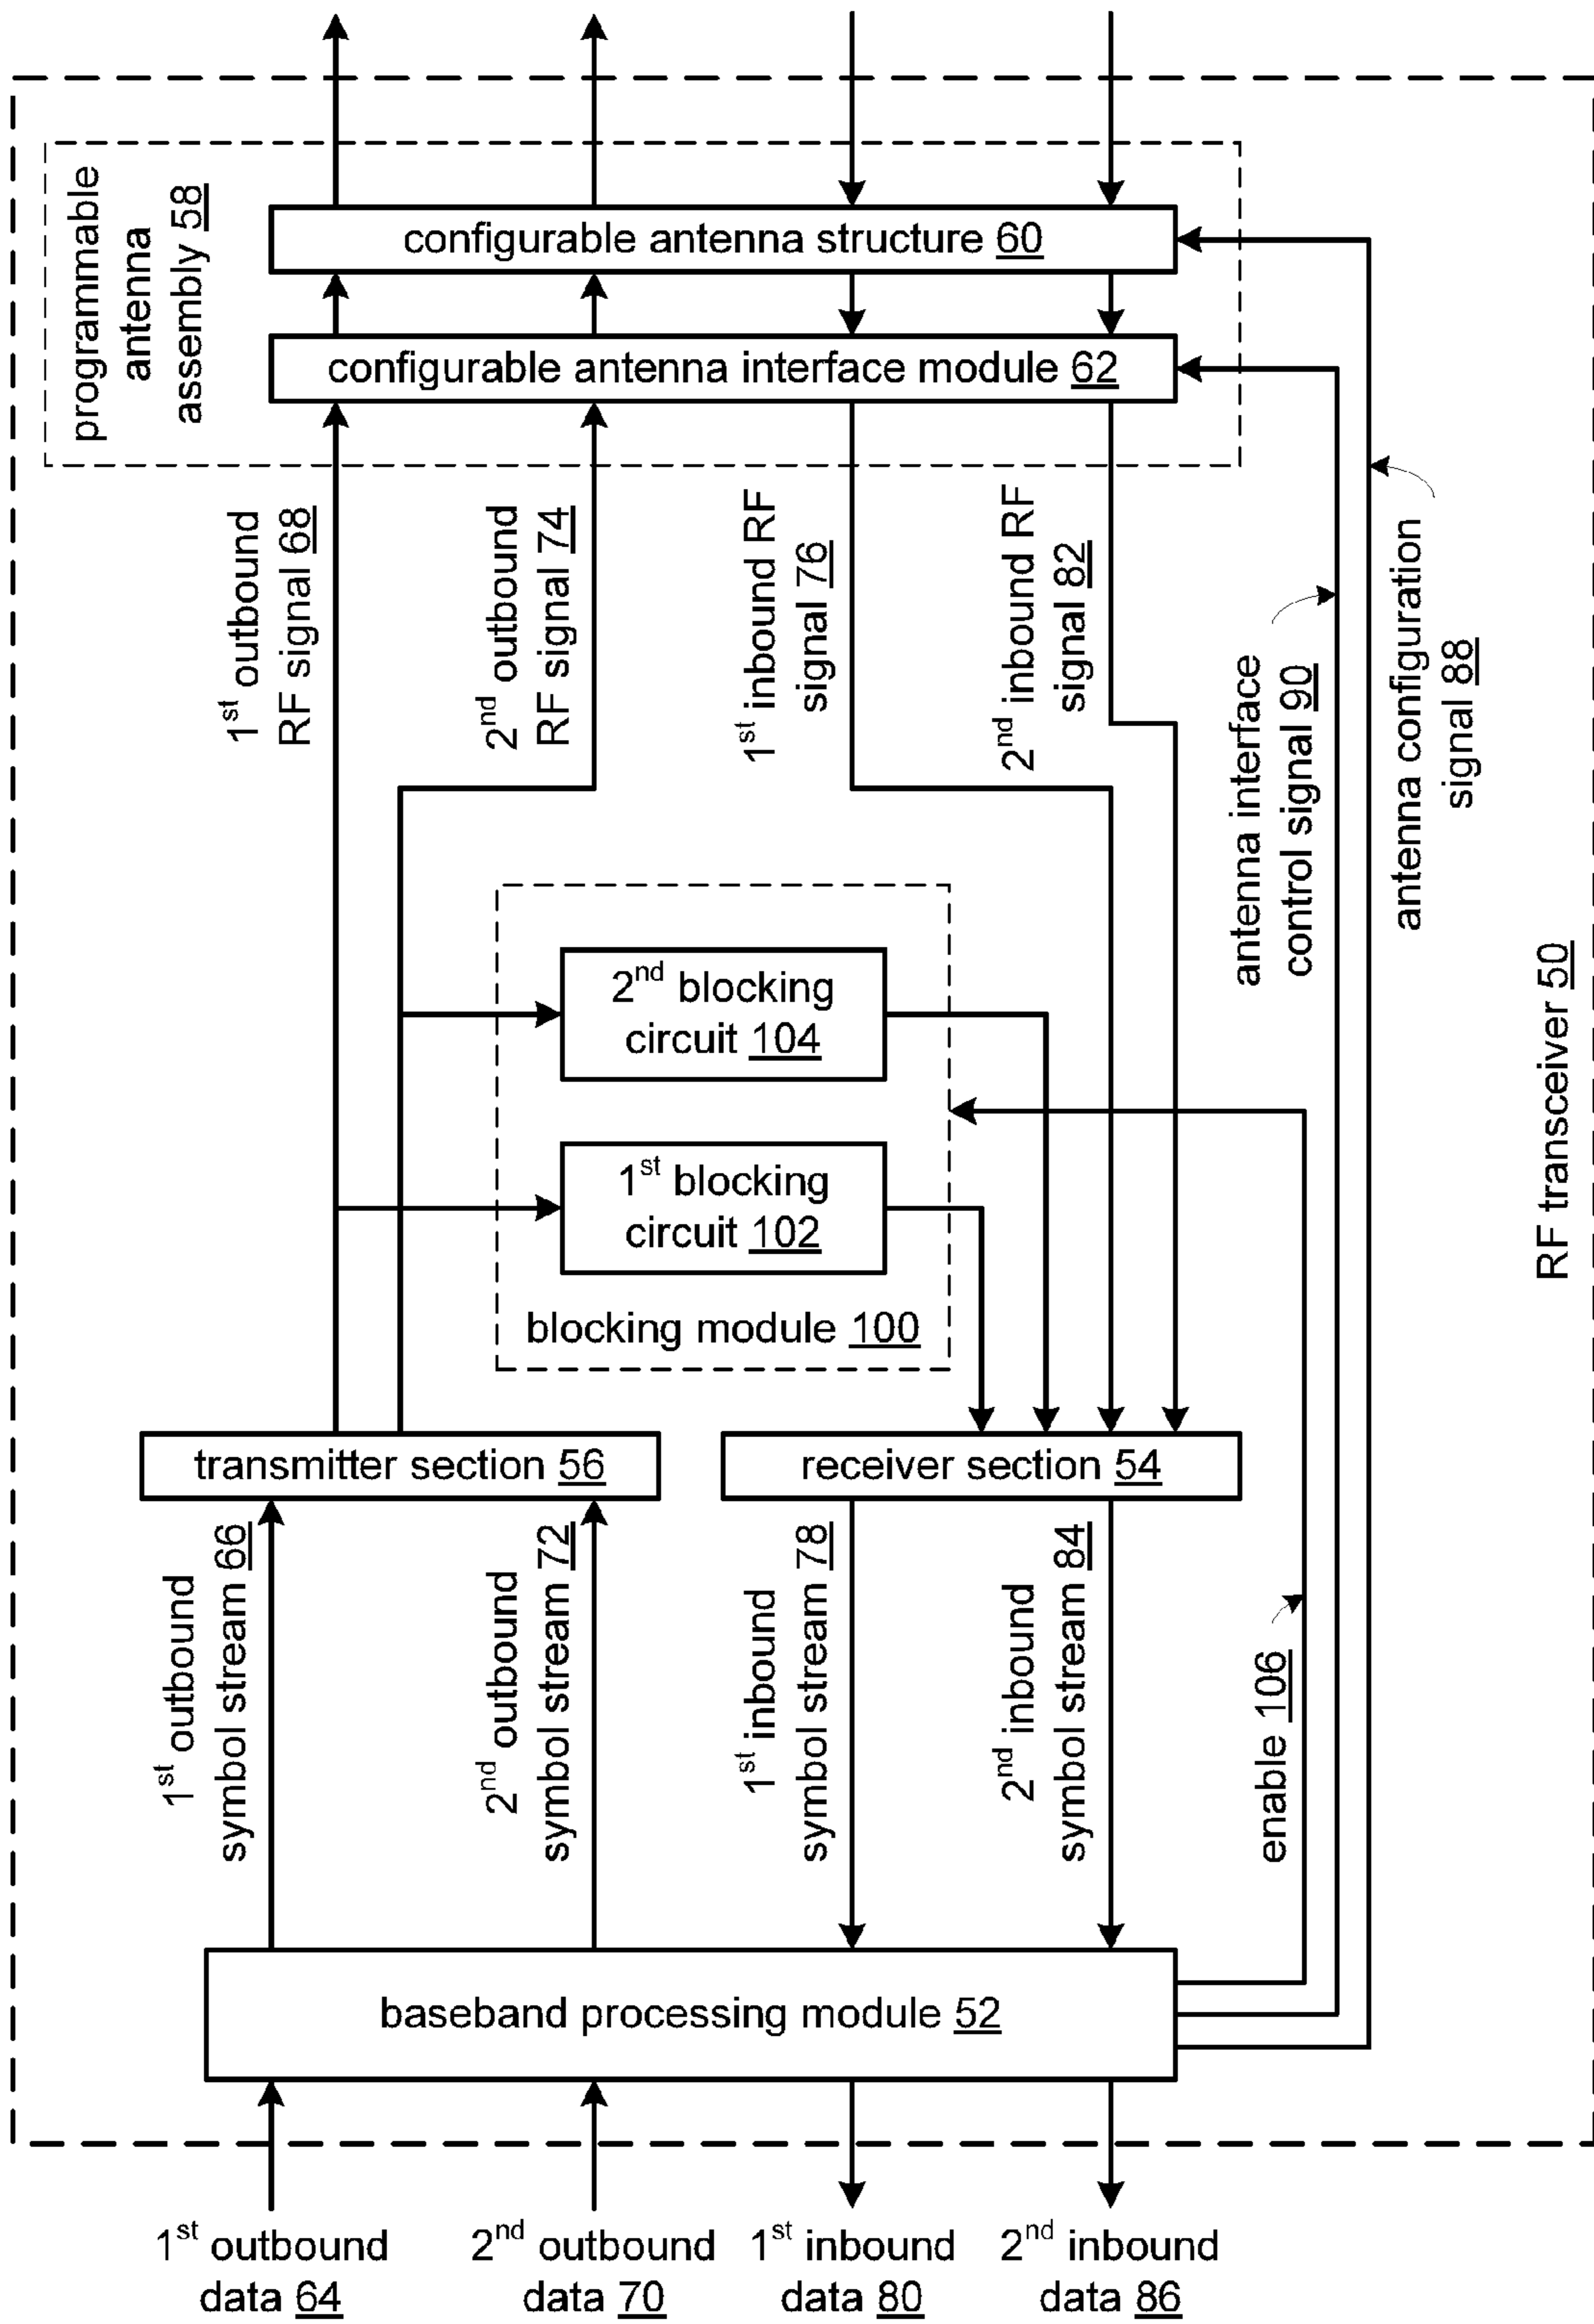 programmable
antenna
assembly 58
configurable antenna structure 60
configurable antenna interface module 62
1st outbound
RF signal 68
2nd outbound
RF signal 74
1st inbound RF
signal 76
2nd inbound RF
signal 82
antenna interface
control signal 90
antenna configuration
signal 88
2nd blocking
circuit 104
1st blocking
circuit 102
blocking module 100
RF transceiver 50
transmitter section 56
receiver section 54
1st outbound
symbol stream 66
2nd outbound
symbol stream 72
1st inbound
symbol stream 78
2nd inbound
symbol stream 84
enable 106
baseband processing module 52
1st outbound
data 64
2nd outbound
data 70
1st inbound
data 80
2nd inbound
data 86